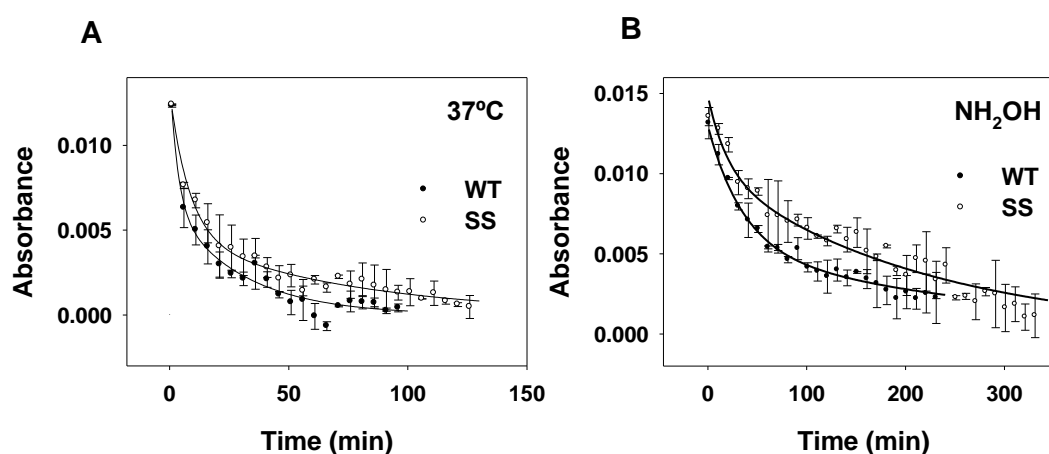 A
B
37ºC
NH₂OH
WT
SS
WT
SS
Absorbance
0.010
0.005
0.000
0 50 100 150
Time (min)
Absorbance
0.015
0.010
0.005
0.000
0 100 200 300
Time (min)